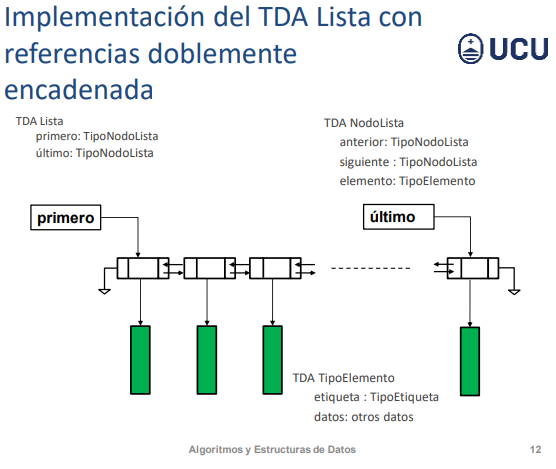 Implementación del TDA Lista con
referencias doblemente
encadenada
UCU
TDA Lista
primero: TipoNodoLista
último: TipoNodoLista
TDA NodoLista
anterior: TipoNodoLista
siguiente : TipoNodoLista
elemento: TipoElemento
primero
último
TDA TipoElemento
etiqueta : TipoEtiqueta
datos: otros datos
Algoritmos y Estructuras de Datos
12